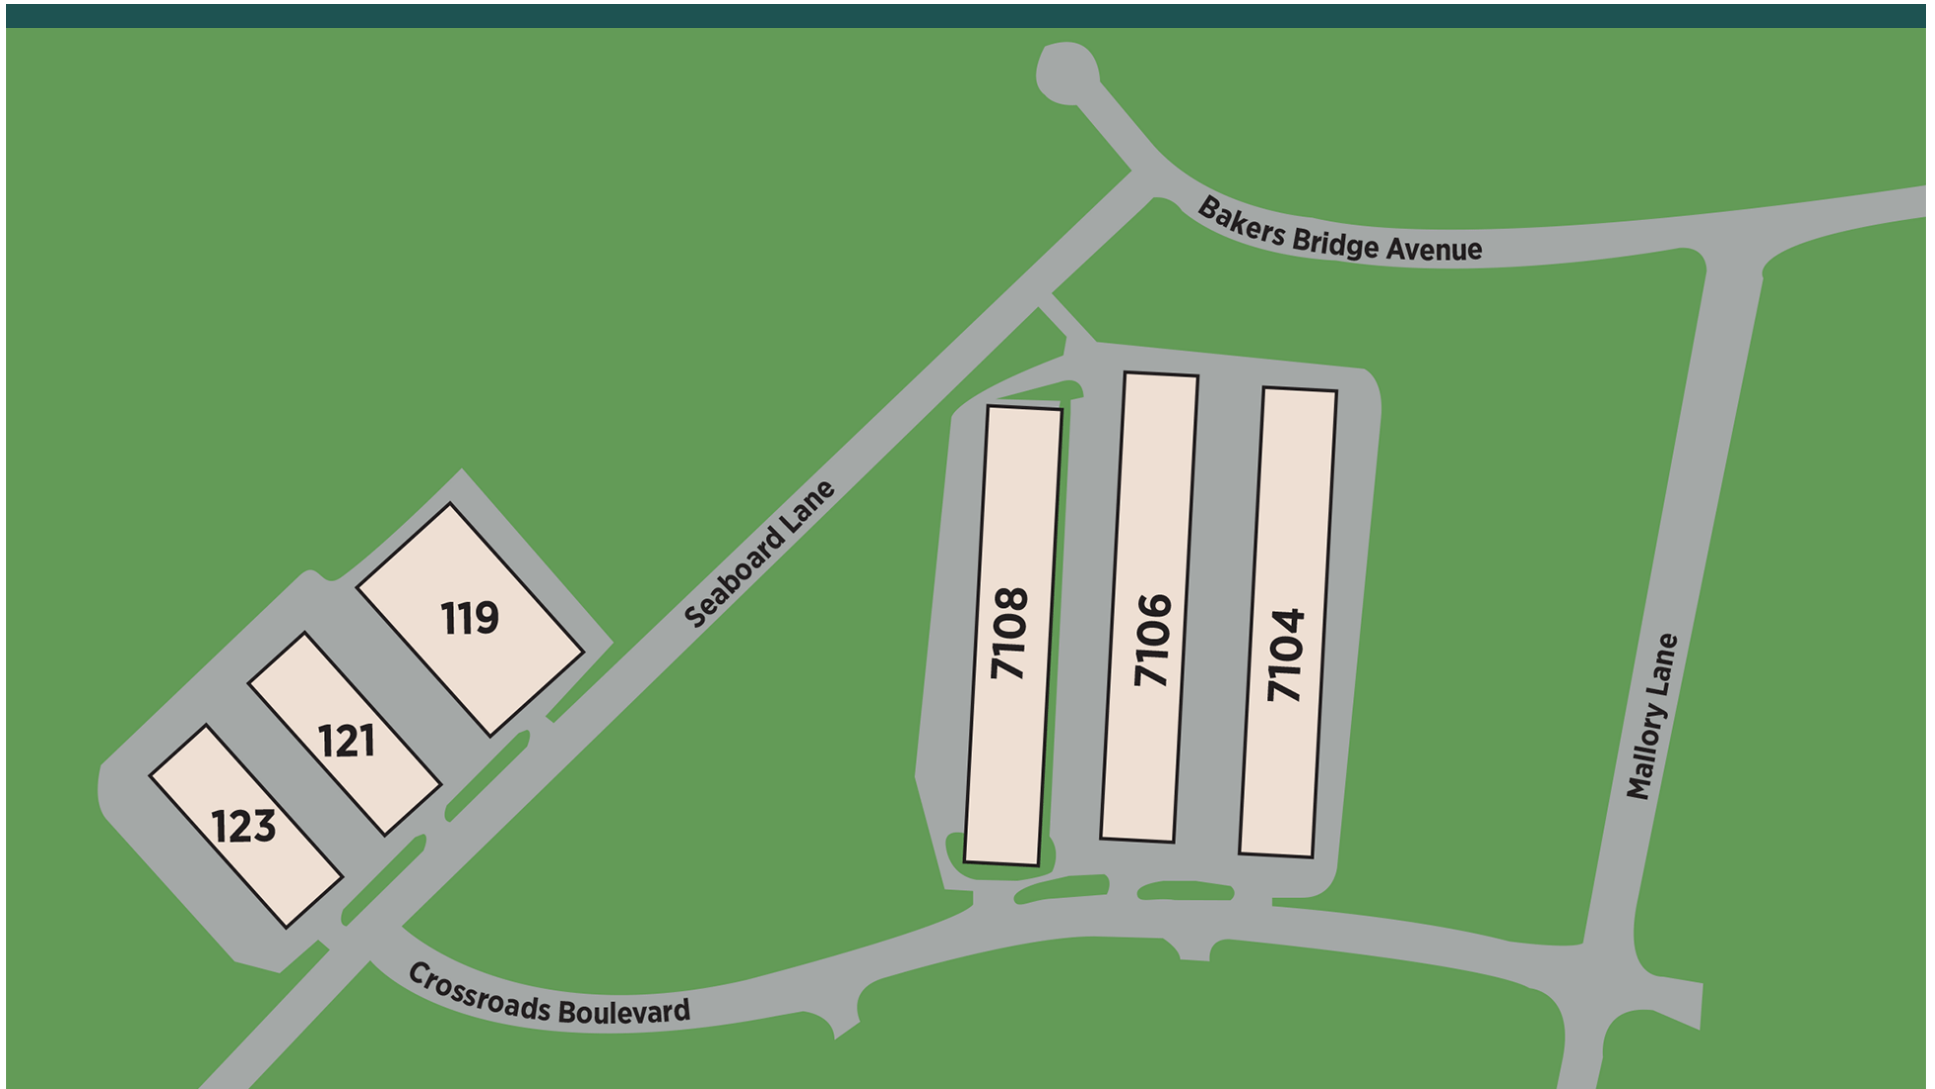 Bakers Bridge Avenue
Seaboard Lane
119
121
123
7108
7106
7104
Mallory Lane
Crossroads Boulevard